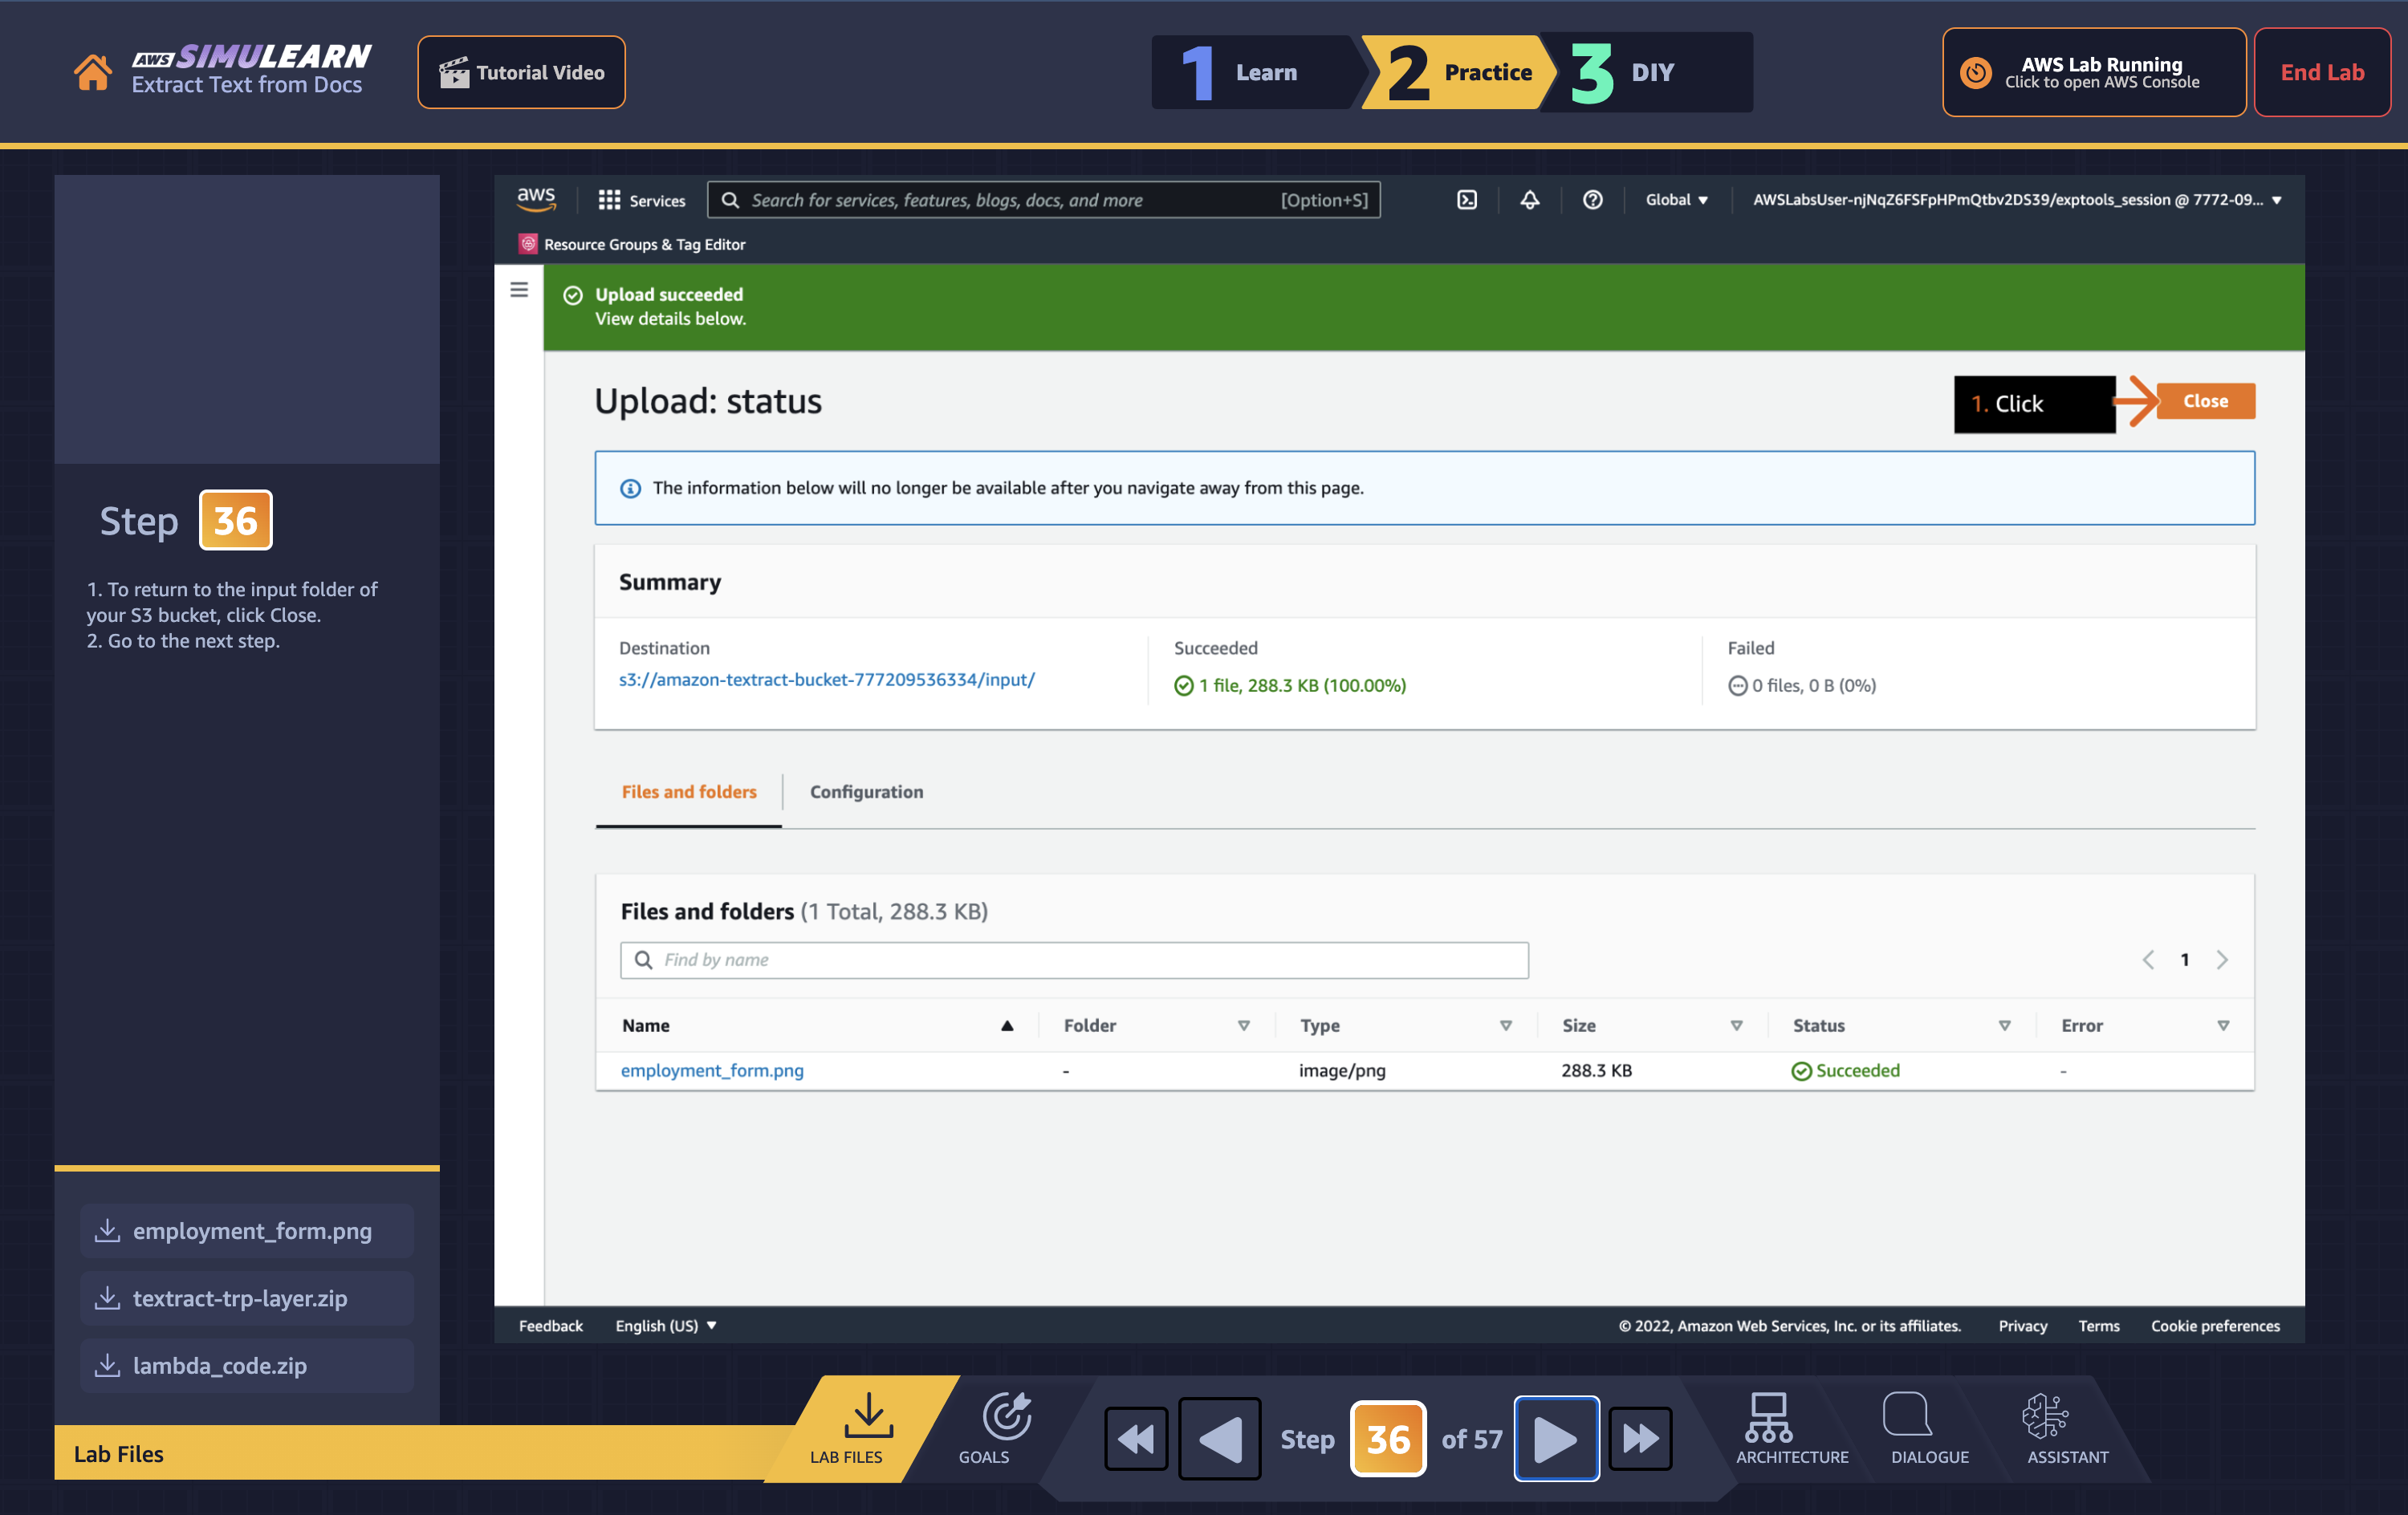 AWS SIMULEARN
Extract Text from Docs
Tutorial Video
1 Learn
2 Practice
3 DIY
AWS Lab Running
Click to open AWS Console
End Lab
Step 36
1. To return to the input folder of
your S3 bucket, click Close.
2. Go to the next step.
employment_form.png
textract-trp-layer.zip
lambda_code.zip
Lab Files
aws
Services
Search for services, features, blogs, docs, and more [Option+S]
Global
AWSLabsUser-njNqZ6FSFpHPmQtbv2DS39/exptools_session @ 7772-09...
Resource Groups & Tag Editor
Upload succeeded
View details below.
Upload: status
1. Click
Close
The information below will no longer be available after you navigate away from this page.
Summary
Destination
s3://amazon-textract-bucket-777209536334/input/
Succeeded
1 file, 288.3 KB (100.00%)
Failed
0 files, 0 B (0%)
Files and folders
Configuration
Files and folders (1 Total, 288.3 KB)
Find by name
1
Name Folder Type Size Status Error
employment_form.png - image/png 288.3 KB Succeeded -
Feedback English (US) © 2022, Amazon Web Services, Inc. or its affiliates. Privacy Terms Cookie preferences
LAB FILES
GOALS
Step 36 of 57
ARCHITECTURE
DIALOGUE
ASSISTANT